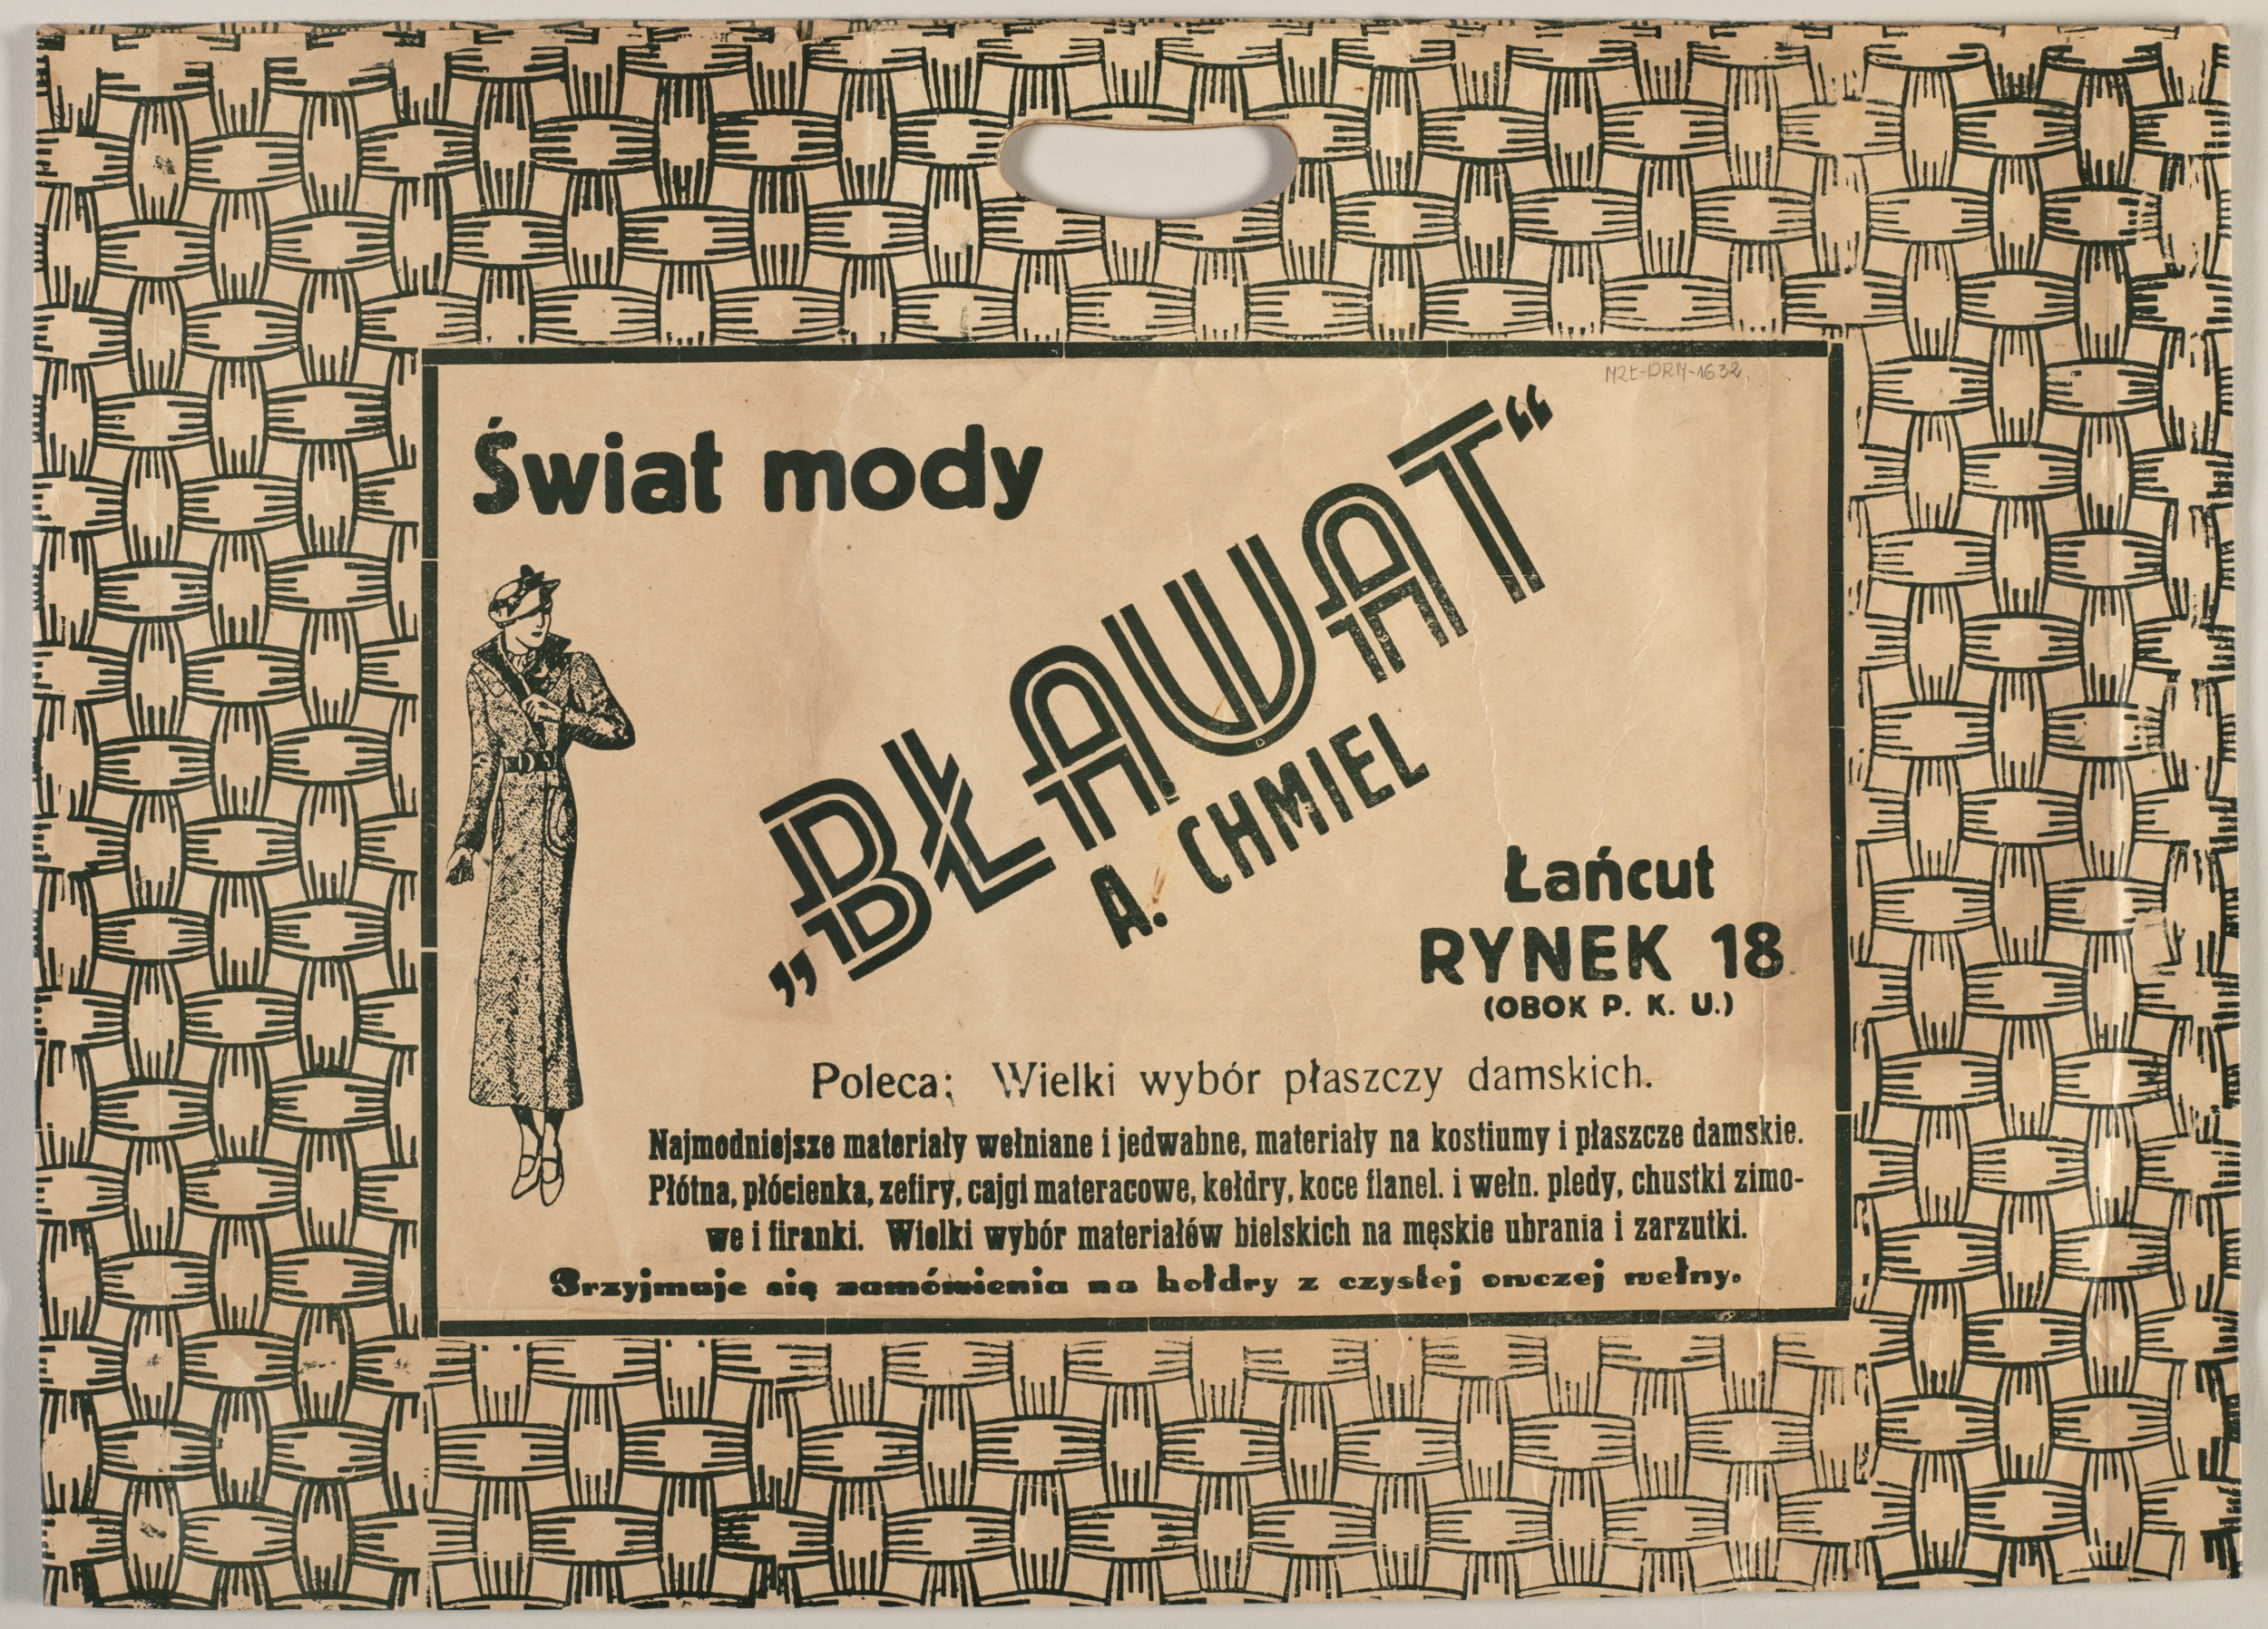 MZŁ-DRM-1632
Świat mody
„BŁAWAT“
A. CHMIEL
Łańcut
RYNEK 18
(OBOK P. K. U.)
Poleca: Wielki wybór płaszczy damskich.
Najmodniejsze materiały wełniane i jedwabne, materiały na kostiumy i płaszcze damskie.
Płótna, płócienka, zefiry, cajgi materacowe, kołdry, koce flanel. i wełn. pledy, chustki zimo-
we i firanki. Wielki wybór materiałów bielskich na męskie ubrania i zarzutki.
Przyjmuje się zamówienia na kołdry z czystej owczej wełny.